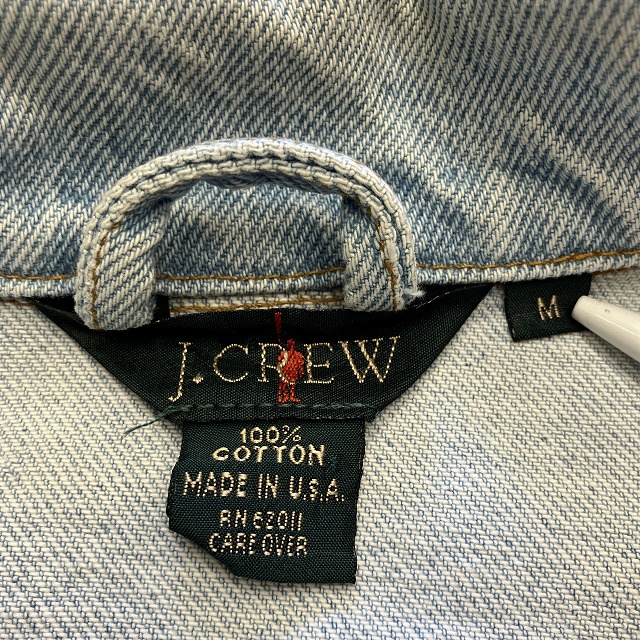 J.CREW
M
100%
COTTON
MADE IN U.S.A.
RN 62011
CARE OVER